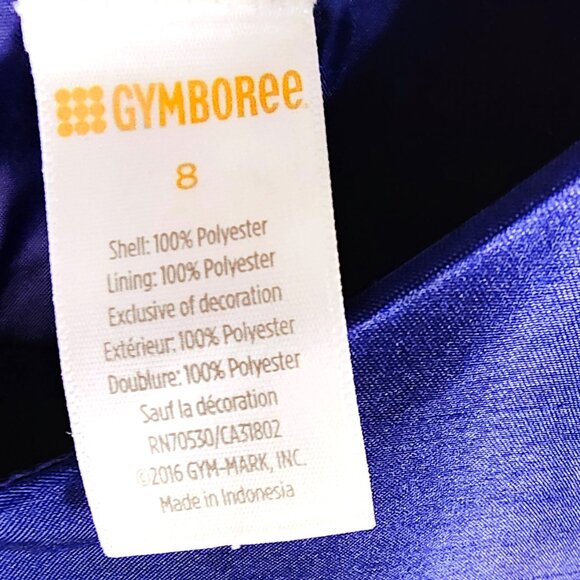 GYMBOREE
8
Shell: 100% Polyester
Lining: 100% Polyester
Exclusive of decoration
Extérieur: 100% Polyester
Doublure: 100% Polyester
Sauf la décoration
RN70530/CA31802
©2016 GYM-MARK, INC.
Made in Indonesia